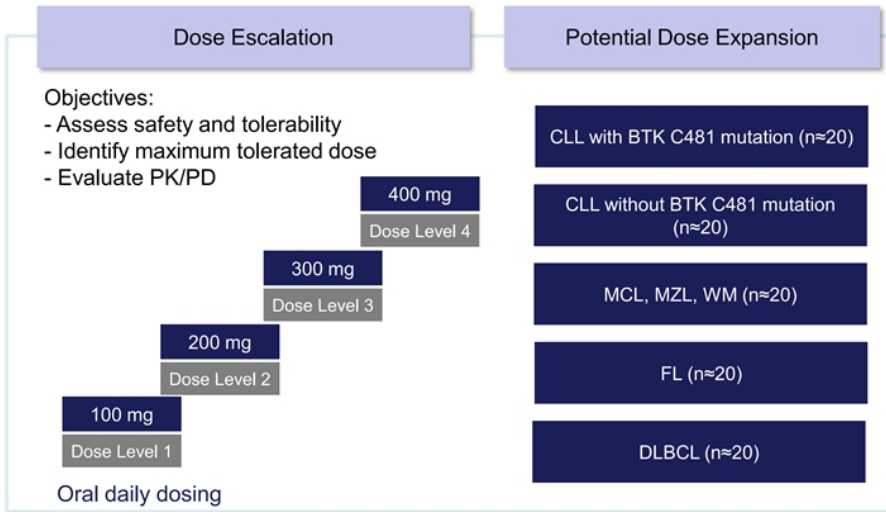 Dose Escalation
Objectives:
- Assess safety and tolerability
- Identify maximum tolerated dose
- Evaluate PK/PD
400 mg
Dose Level 4
300 mg
Dose Level 3
200 mg
Dose Level 2
100 mg
Dose Level 1
Oral daily dosing
Potential Dose Expansion
CLL with BTK C481 mutation (n≈20)
CLL without BTK C481 mutation
(n≈20)
MCL, MZL, WM (n≈20)
FL (n≈20)
DLBCL (n≈20)